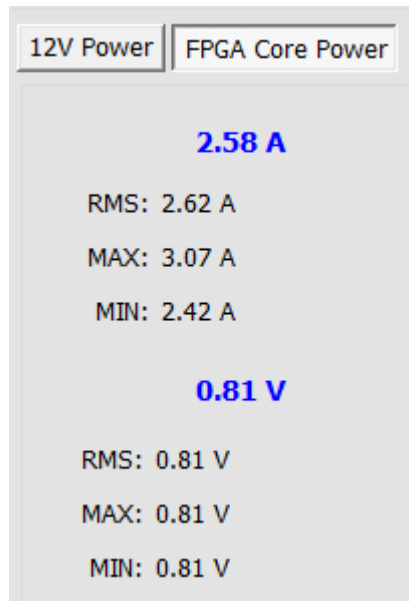 12V Power FPGA Core Power
2.58 A
RMS: 2.62 A
MAX: 3.07 A
MIN: 2.42 A
0.81 V
RMS: 0.81 V
MAX: 0.81 V
MIN: 0.81 V